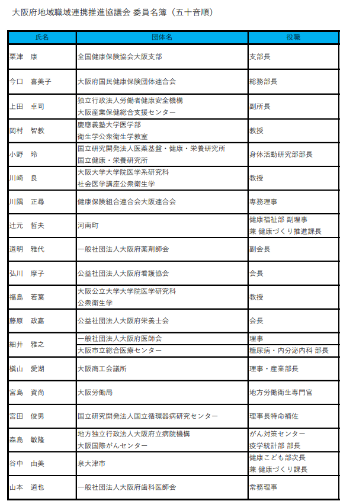 大阪府地域職域連携推進協議会 委員名簿（五十音順）
氏名 団体名 役職
粟津 康 全国健康保険協会大阪支部 支部長
今口 喜美子 大阪府国民健康保険団体連合会 総務部長
上田 卓司 独立行政法人労働者健康安全機構
大阪産業保健総合支援センター 副所長
岡村 智教 慶應義塾大学医学部
衛生学公衆衛生学教室 教授
小野 玲 国立研究開発法人医薬基盤・健康・栄養研究所
国立健康・栄養研究所 身体活動研究部部長
川崎 良 大阪大学大学院医学系研究科
社会医学講座公衆衛生学 教授
川隅 正尋 健康保険組合連合会大阪連合会 専務理事
辻元 哲夫 河南町 健康福祉部 副理事
兼 健康づくり推進課長
道明 雅代 一般社団法人大阪府薬剤師会 副会長
弘川 摩子 公益社団法人大阪府看護協会 会長
福島 若葉 大阪公立大学大学院医学研究科
公衆衛生学 教授
藤原 政嘉 公益社団法人大阪府栄養士会 会長
細井 雅之 一般社団法人大阪府医師会 理事
大阪市立総合医療センター 糖尿病・内分泌内科 部長
横山 愛湖 大阪商工会議所 理事・産業部長
宮島 資尚 大阪労働局 地方労働衛生専門官
宮田 俊男 国立研究開発法人国立循環器病研究センター 理事長特命補佐
森島 敏隆 地方独立行政法人大阪府立病院機構
大阪国際がんセンター がん対策センター
疫学統計部 部長
谷中 由美 泉大津市 健康こども部次長
兼 健康づくり課長
山本 道也 一般社団法人大阪府歯科医師会 常務理事